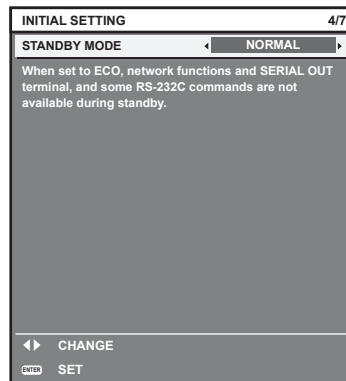 INITIAL SETTING 4/7
STANDBY MODE NORMAL
When set to ECO, network functions and SERIAL OUT
terminal, and some RS-232C commands are not
available during standby.
CHANGE
ENTER SET